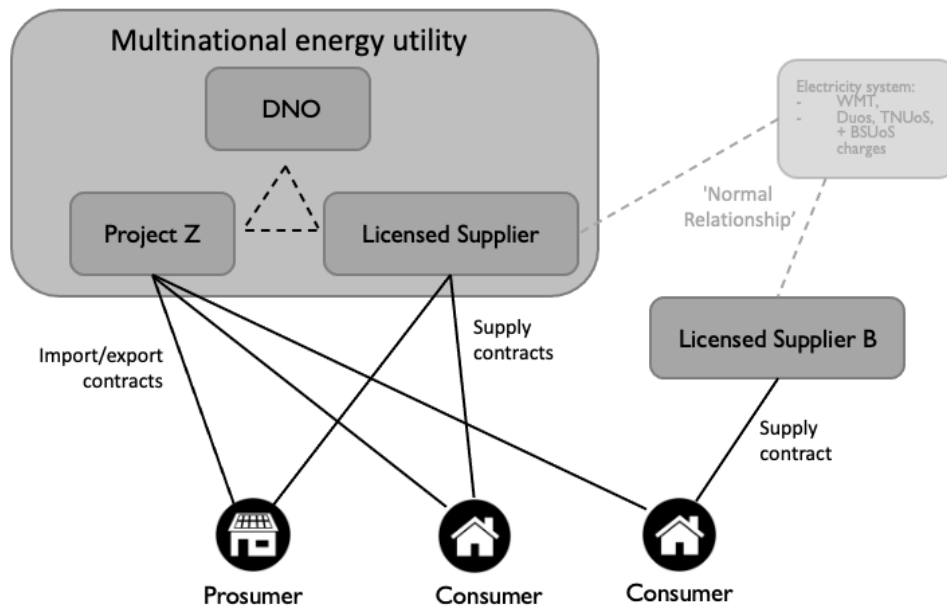 Multinational energy utility
DNO
Project Z
Licensed Supplier
Electricity system:
- WMT,
- Duos, TNUoS,
+ BSUoS
charges
'Normal
Relationship'
Licensed Supplier B
Import/export
contracts
Supply
contracts
Supply
contract
Prosumer
Consumer
Consumer